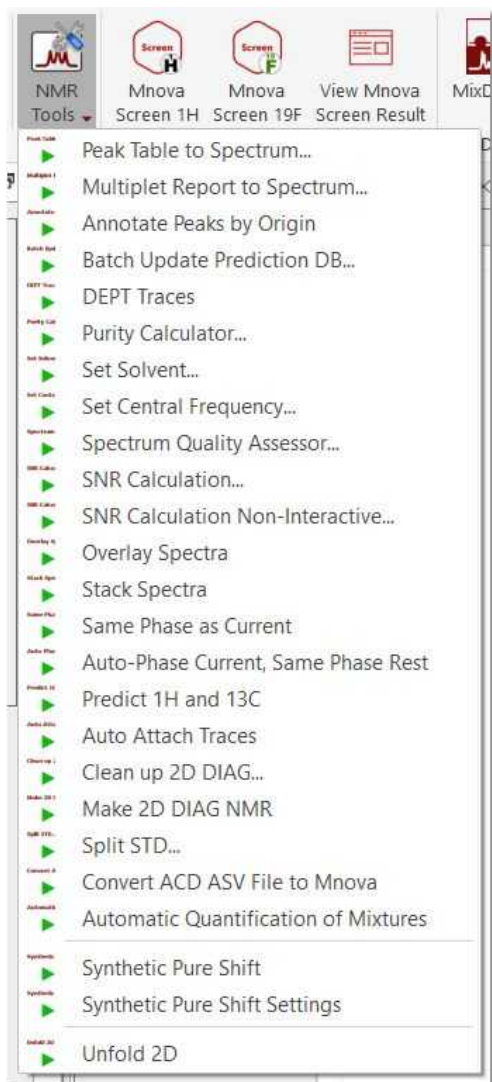 Screen
H
Screen
19
F
NMR Tools
Mnova Screen 1H
Mnova Screen 19F
View Mnova Screen Result
Peak Table to Spectrum...
Multiplet Report to Spectrum...
Annotate Peaks by Origin
Batch Update Prediction DB...
DEPT Traces
Purity Calculator...
Set Solvent...
Set Central Frequency...
Spectrum Quality Assessor...
SNR Calculation...
SNR Calculation Non-Interactive...
Overlay Spectra
Stack Spectra
Same Phase as Current
Auto-Phase Current, Same Phase Rest
Predict 1H and 13C
Auto Attach Traces
Clean up 2D DIAG...
Make 2D DIAG NMR
Split STD...
Convert ACD ASV File to Mnova
Automatic Quantification of Mixtures
Synthetic Pure Shift
Synthetic Pure Shift Settings
Unfold 2D